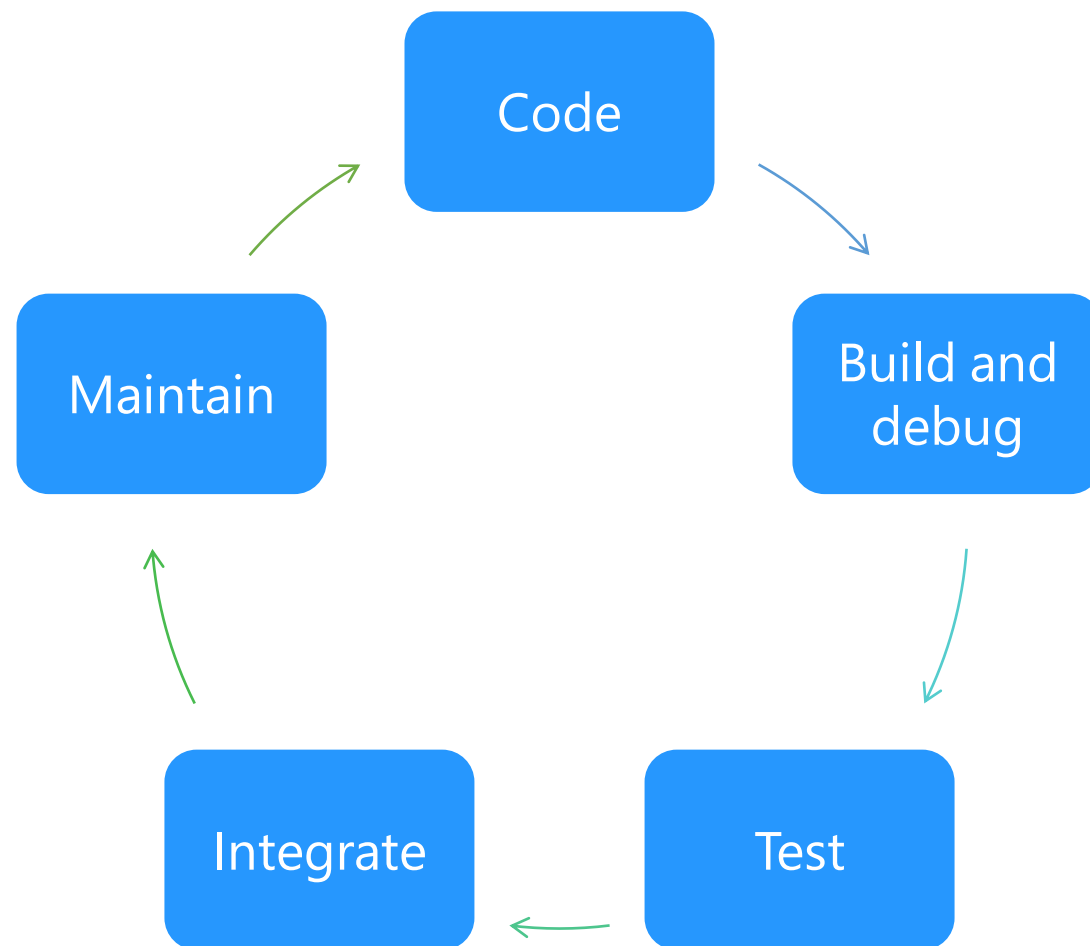 Code
Build and
debug
Test
Integrate
Maintain